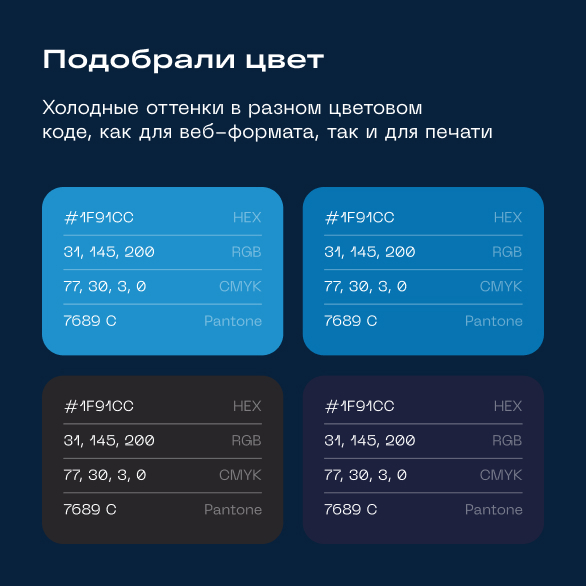 Подобрали цвет
Холодные оттенки в разном цветовом
коде, как для веб-формата, так и для печати
#1F91CC HEX
31, 145, 200 RGB
77, 30, 3, 0 CMYK
7689 C Pantone
#1F91CC HEX
31, 145, 200 RGB
77, 30, 3, 0 CMYK
7689 C Pantone
#1F91CC HEX
31, 145, 200 RGB
77, 30, 3, 0 CMYK
7689 C Pantone
#1F91CC HEX
31, 145, 200 RGB
77, 30, 3, 0 CMYK
7689 C Pantone